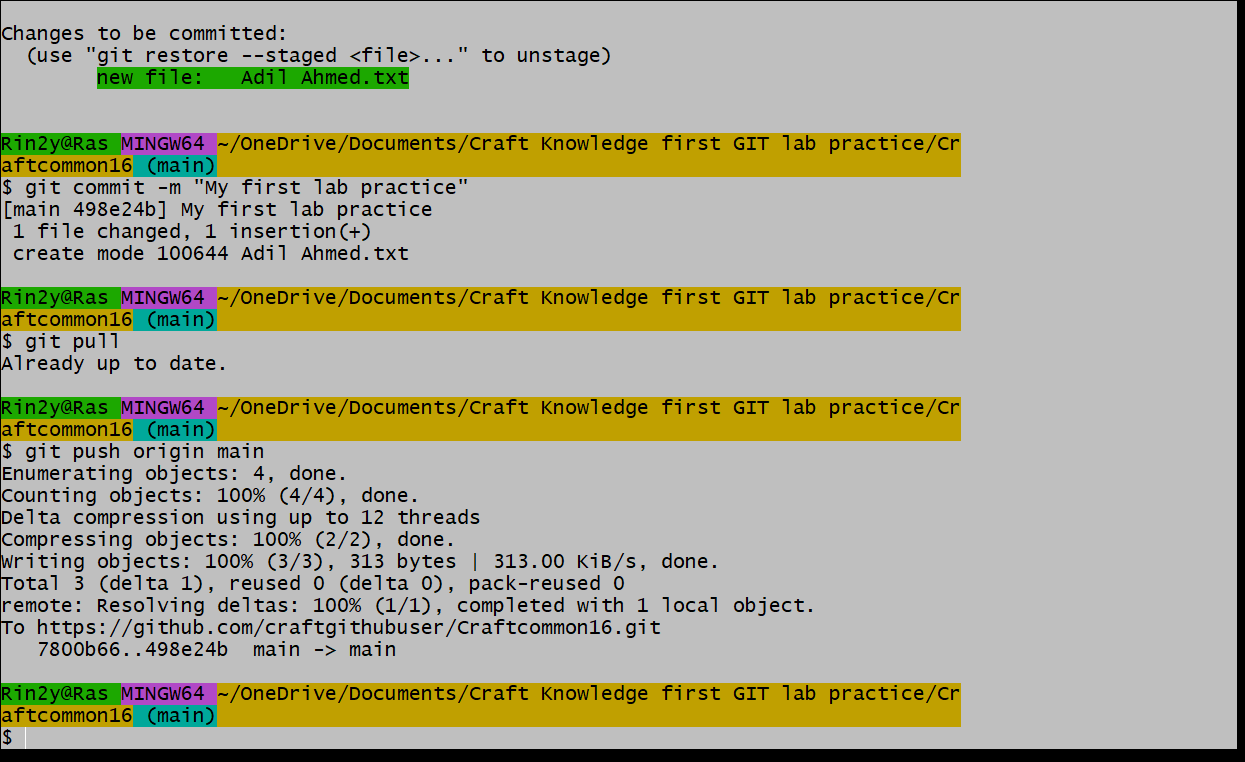 Changes to be committed:
  (use "git restore --staged <file>..." to unstage)
        new file:   Adil Ahmed.txt
Rin2y@Ras MINGW64 ~/OneDrive/Documents/Craft Knowledge first GIT lab practice/Cr
aftcommon16 (main)
$ git commit -m "My first lab practice"
[main 498e24b] My first lab practice
 1 file changed, 1 insertion(+)
 create mode 100644 Adil Ahmed.txt
Rin2y@Ras MINGW64 ~/OneDrive/Documents/Craft Knowledge first GIT lab practice/Cr
aftcommon16 (main)
$ git pull
Already up to date.
Rin2y@Ras MINGW64 ~/OneDrive/Documents/Craft Knowledge first GIT lab practice/Cr
aftcommon16 (main)
$ git push origin main
Enumerating objects: 4, done.
Counting objects: 100% (4/4), done.
Delta compression using up to 12 threads
Compressing objects: 100% (2/2), done.
Writing objects: 100% (3/3), 313 bytes | 313.00 KiB/s, done.
Total 3 (delta 1), reused 0 (delta 0), pack-reused 0
remote: Resolving deltas: 100% (1/1), completed with 1 local object.
To https://github.com/craftgithubuser/Craftcommon16.git
   7800b66..498e24b  main -> main
Rin2y@Ras MINGW64 ~/OneDrive/Documents/Craft Knowledge first GIT lab practice/Cr
aftcommon16 (main)
$